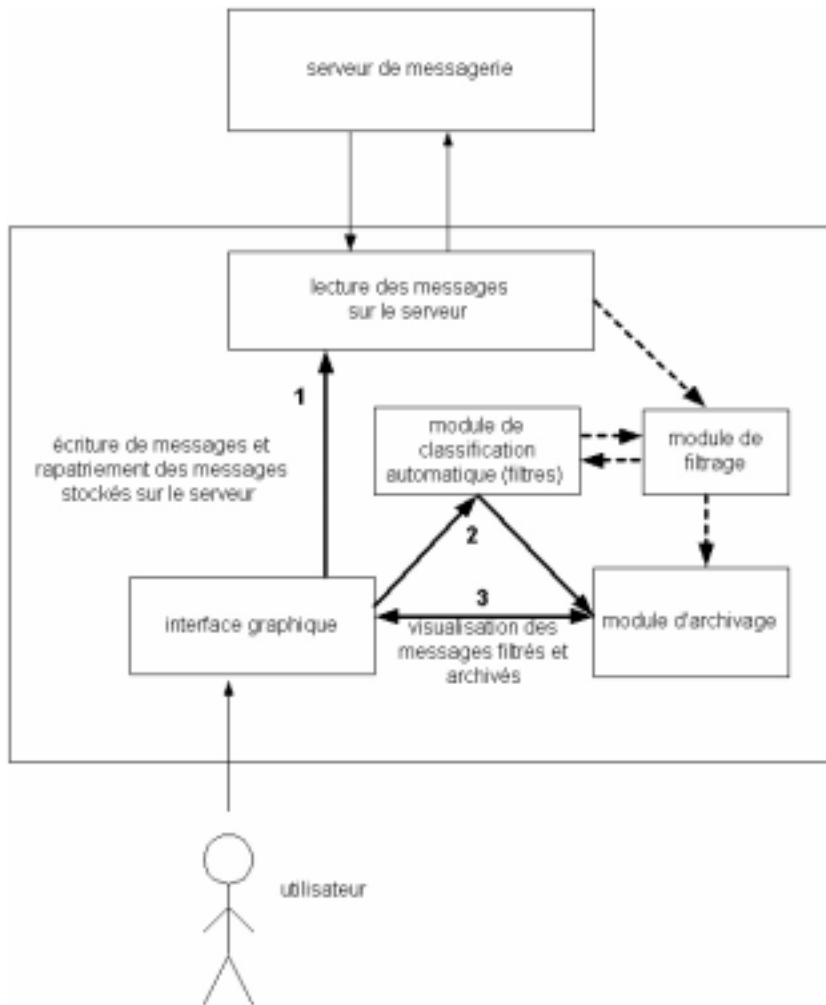 serveur de messagerie
lecture des messages
sur le serveur
1
écriture de messages et
rapatriement des messages
stockés sur le serveur
module de
classification
automatique (filtres)
module de
filtrage
2
interface graphique
3
visualisation des
messages filtrés et
archivés
module d'archivage
utilisateur